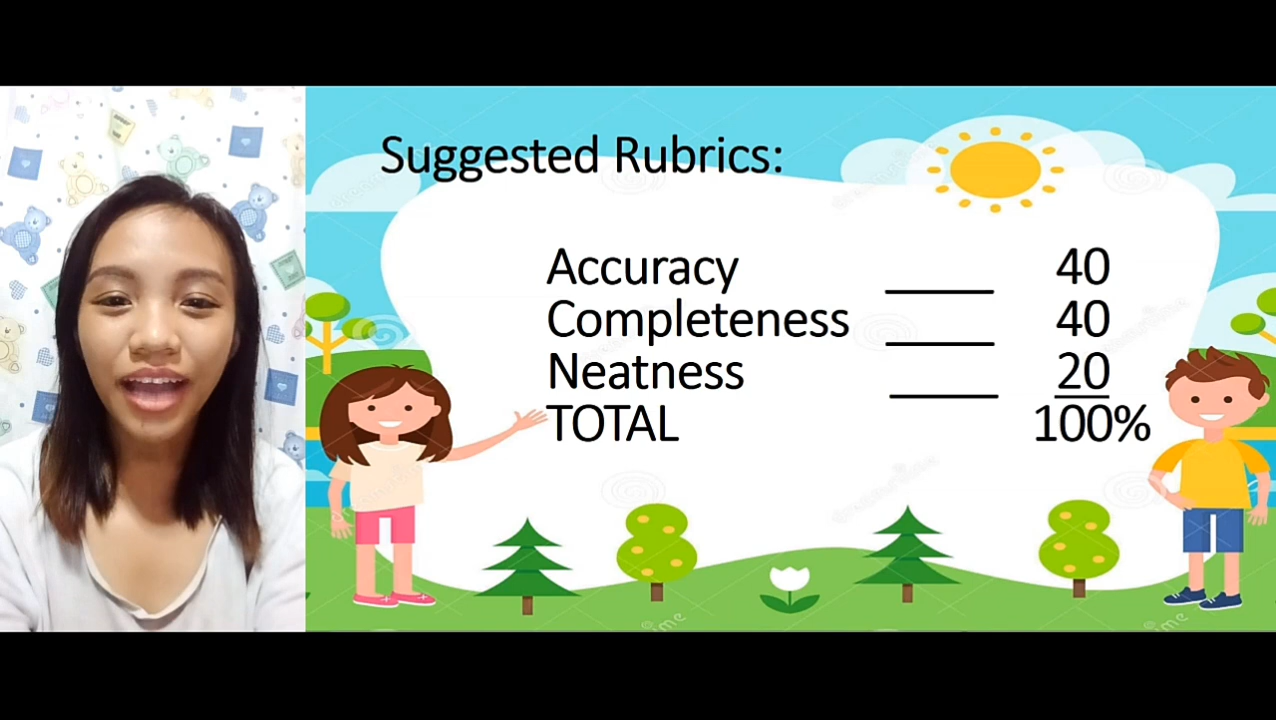 Suggested Rubrics:
Accuracy _____ 40
Completeness _____ 40
Neatness _____ 20
TOTAL 100%